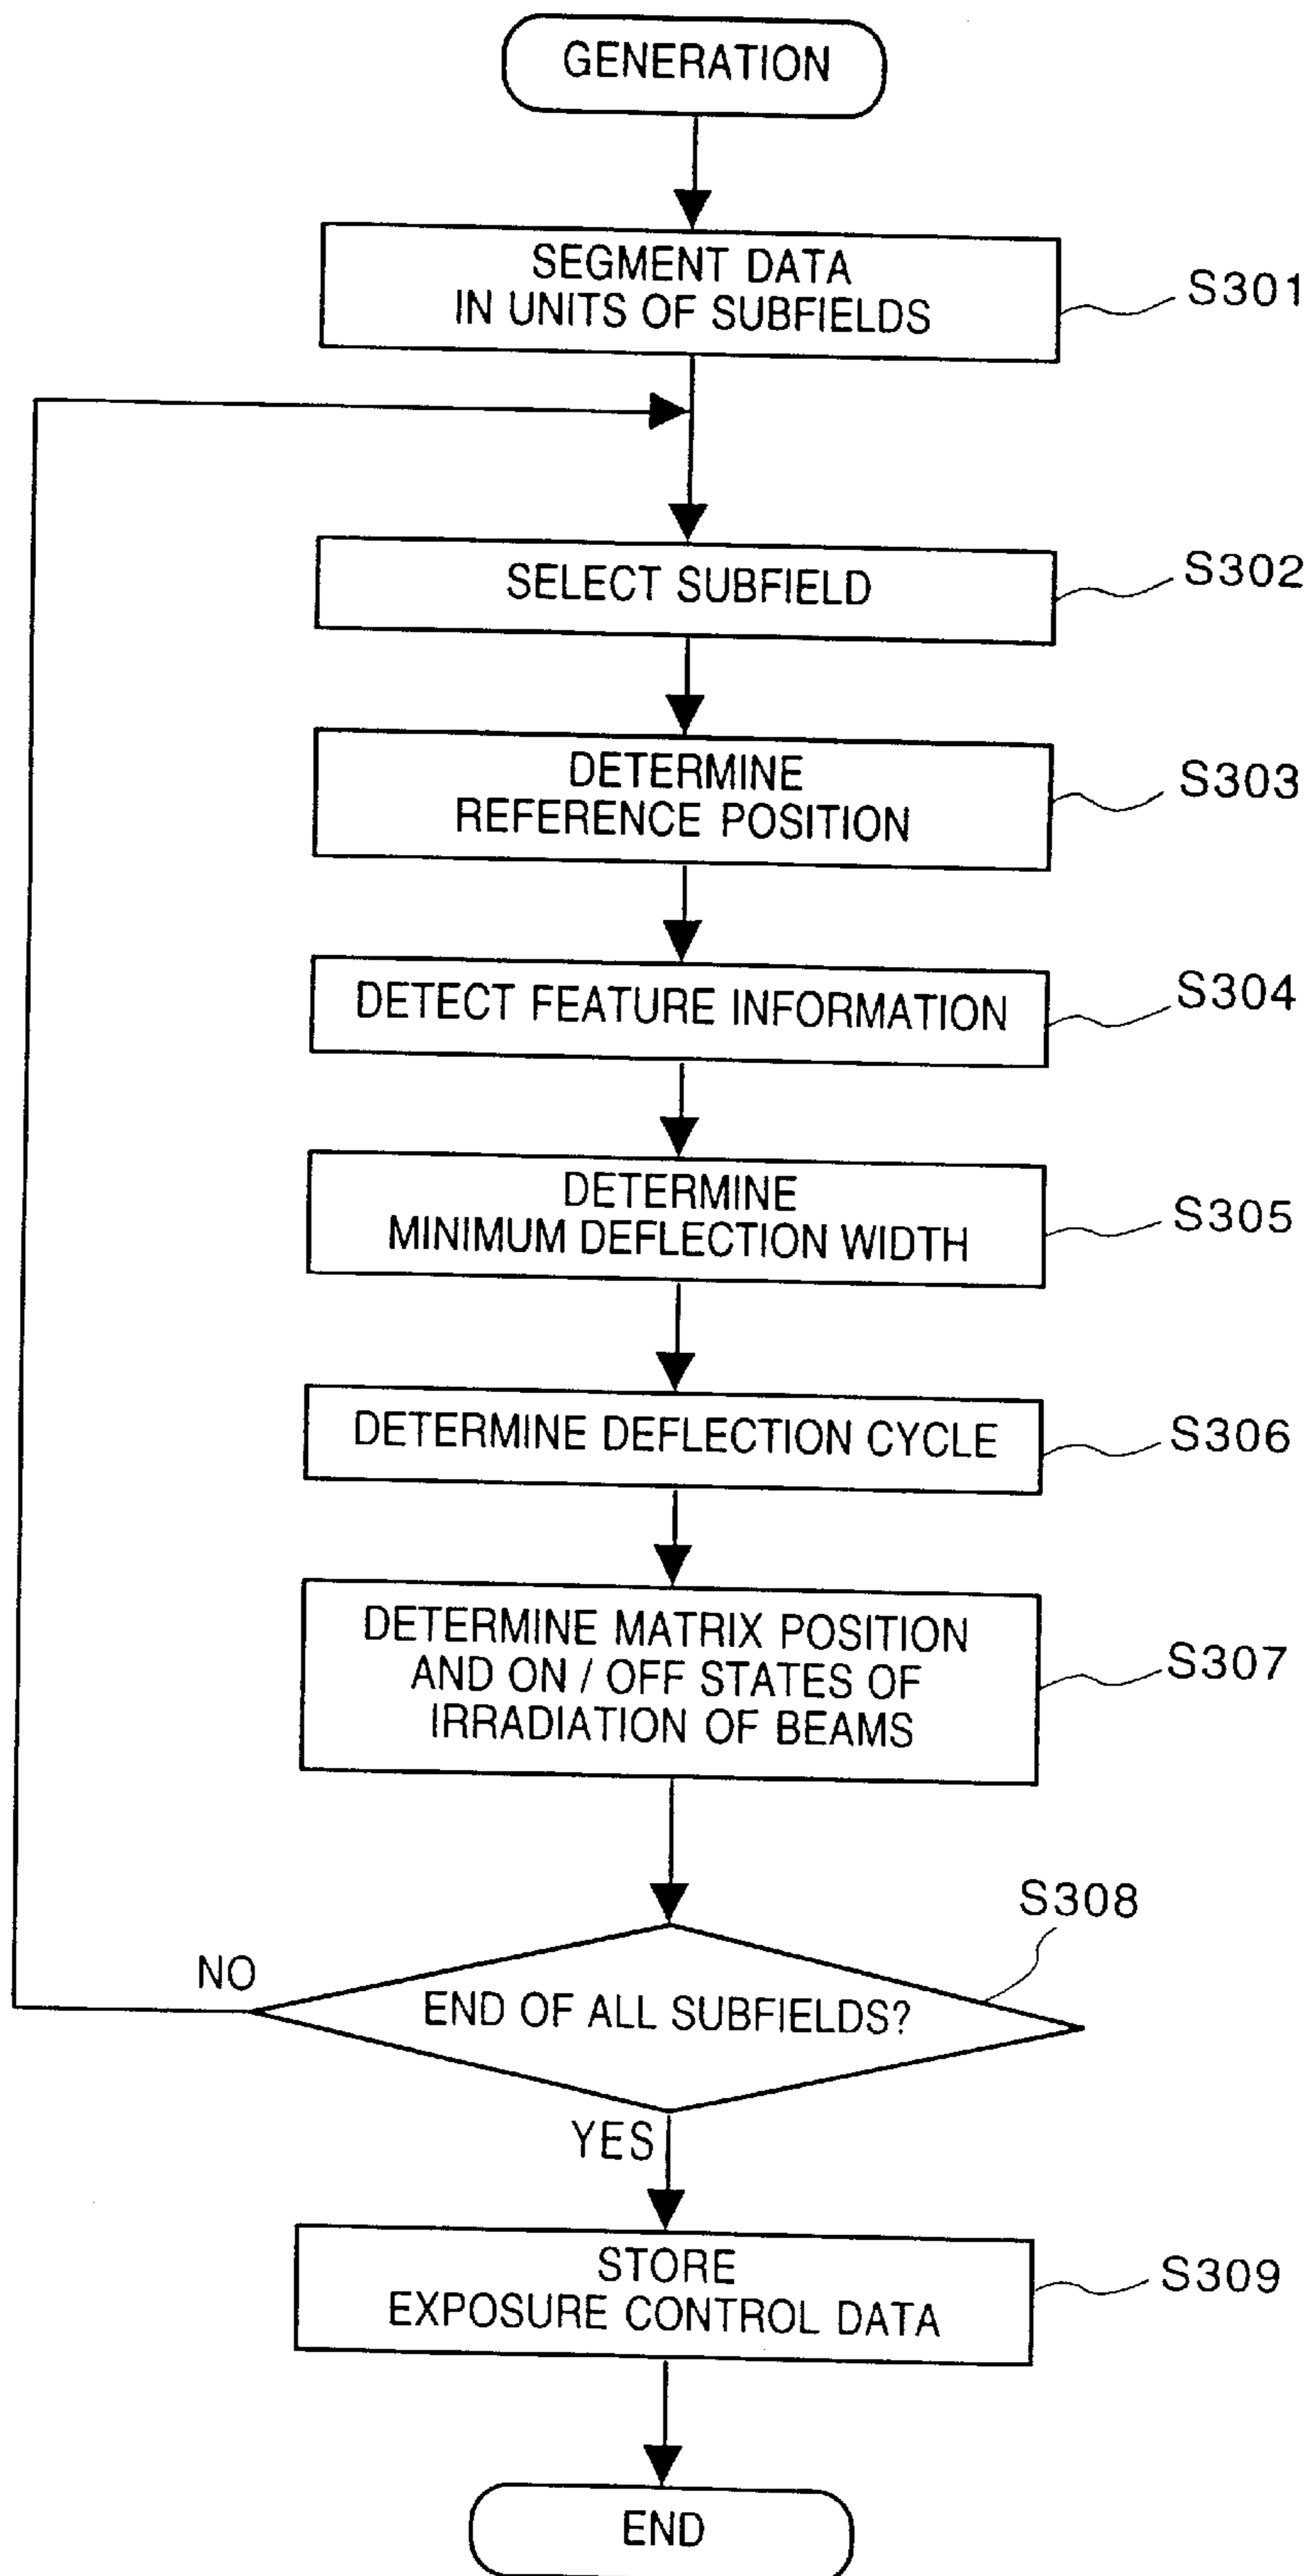 GENERATION
SEGMENT DATA
IN UNITS OF SUBFIELDS
S301
SELECT SUBFIELD
S302
DETERMINE
REFERENCE POSITION
S303
DETECT FEATURE INFORMATION
S304
DETERMINE
MINIMUM DEFLECTION WIDTH
S305
DETERMINE DEFLECTION CYCLE
S306
DETERMINE MATRIX POSITION
AND ON / OFF STATES OF
IRRADIATION OF BEAMS
S307
S308
NO
END OF ALL SUBFIELDS?
YES
STORE
EXPOSURE CONTROL DATA
S309
END